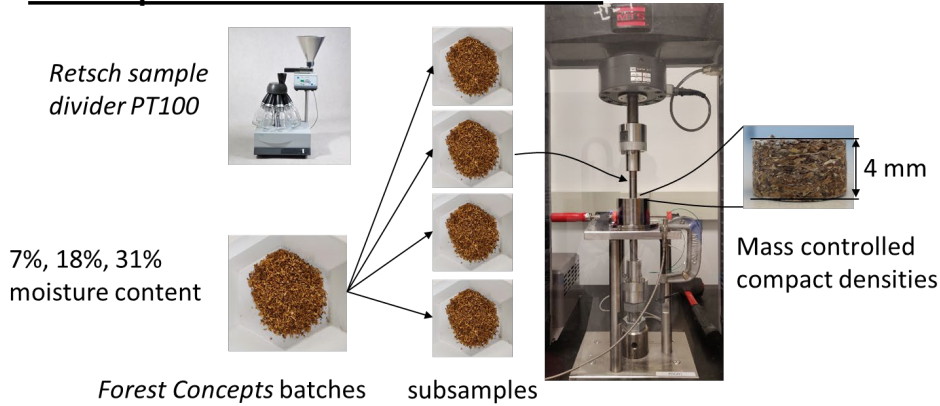 Retsch sample
divider PT100
4 mm
7%, 18%, 31%
moisture content
Mass controlled
compact densities
Forest Concepts batches
subsamples